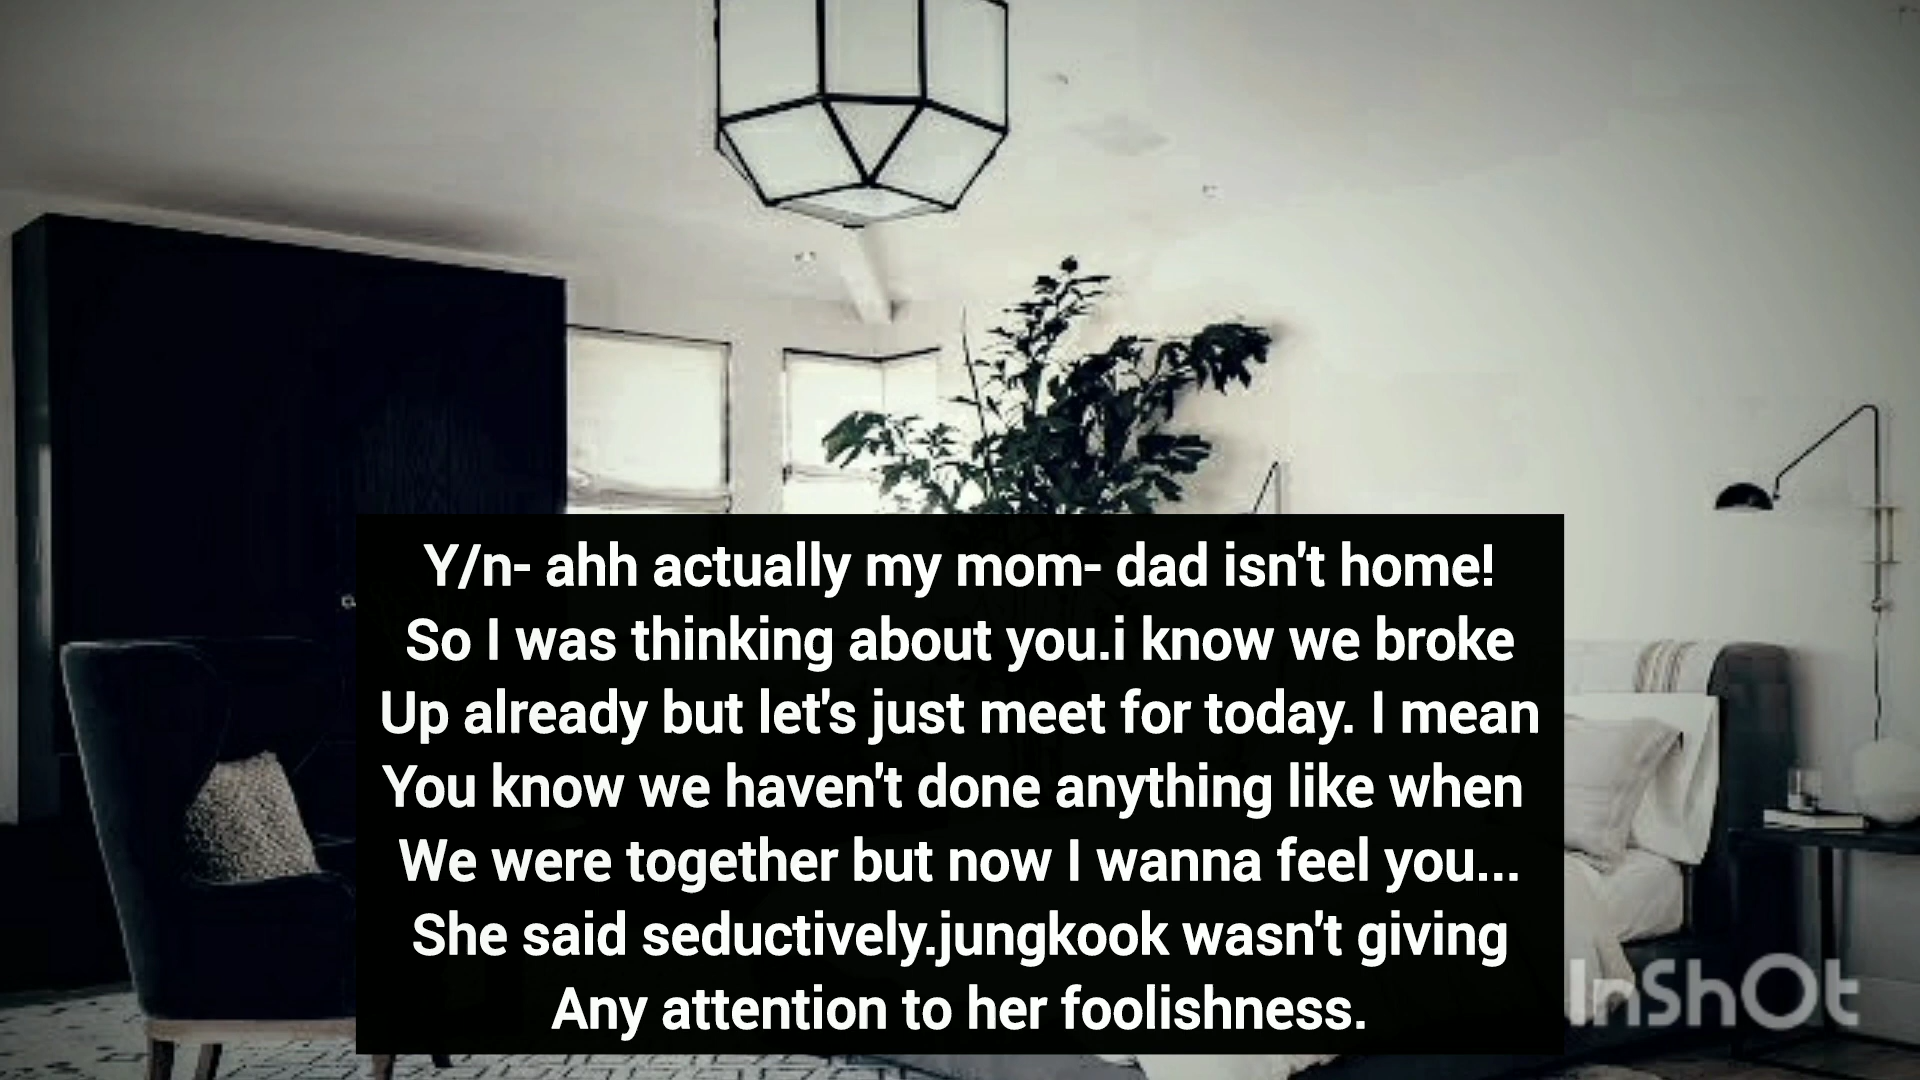 Y/n- ahh actually my mom- dad isn't home!
So I was thinking about you.i know we broke
Up already but let's just meet for today. I mean
You know we haven't done anything like when
We were together but now I wanna feel you...
She said seductively.jungkook wasn't giving
Any attention to her foolishness.
InShOt